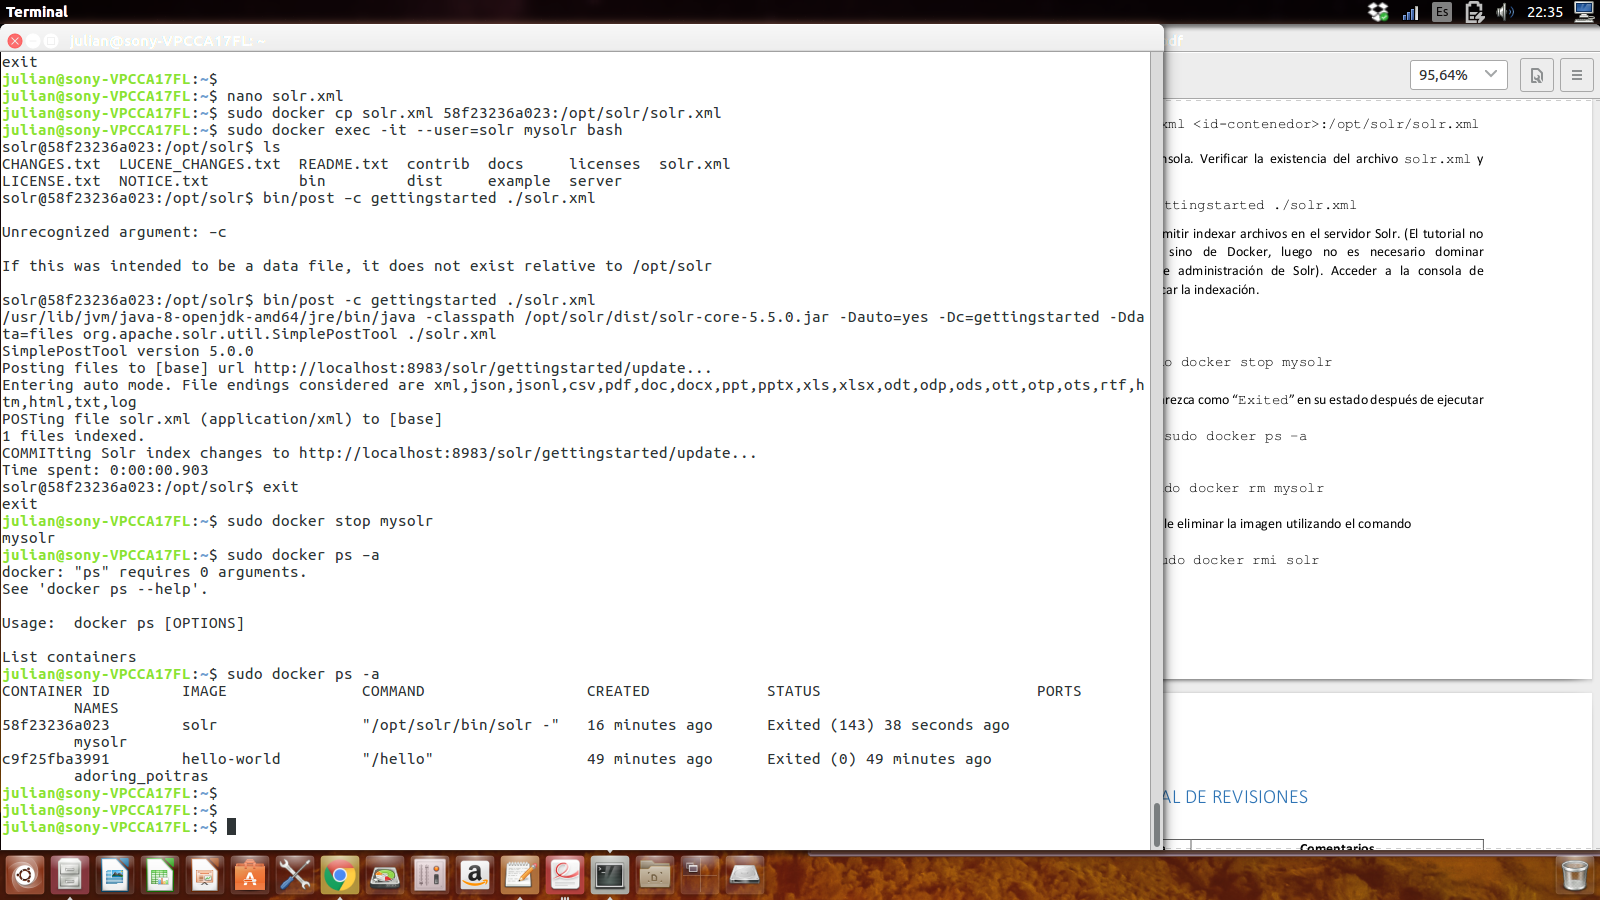 Terminal
Es
22:35
julian@sony-VPCCA17FL: ~
exit
julian@sony-VPCCA17FL:~$
julian@sony-VPCCA17FL:~$ nano solr.xml
julian@sony-VPCCA17FL:~$ sudo docker cp solr.xml 58f23236a023:/opt/solr/solr.xml
julian@sony-VPCCA17FL:~$ sudo docker exec -it --user=solr mysolr bash
solr@58f23236a023:/opt/solr$ ls
CHANGES.txt  LUCENE_CHANGES.txt  README.txt  contrib  docs     licenses  solr.xml
LICENSE.txt  NOTICE.txt          bin         dist     example  server
solr@58f23236a023:/opt/solr$ bin/post –c gettingstarted ./solr.xml
Unrecognized argument: –c
If this was intended to be a data file, it does not exist relative to /opt/solr
solr@58f23236a023:/opt/solr$ bin/post -c gettingstarted ./solr.xml
/usr/lib/jvm/java-8-openjdk-amd64/jre/bin/java -classpath /opt/solr/dist/solr-core-5.5.0.jar -Dauto=yes -Dc=gettingstarted -Dda
ta=files org.apache.solr.util.SimplePostTool ./solr.xml
SimplePostTool version 5.0.0
Posting files to [base] url http://localhost:8983/solr/gettingstarted/update...
Entering auto mode. File endings considered are xml,json,jsonl,csv,pdf,doc,docx,ppt,pptx,xls,xlsx,odt,odp,ods,ott,otp,ots,rtf,h
tm,html,txt,log
POSTing file solr.xml (application/xml) to [base]
1 files indexed.
COMMITting Solr index changes to http://localhost:8983/solr/gettingstarted/update...
Time spent: 0:00:00.903
solr@58f23236a023:/opt/solr$ exit
exit
julian@sony-VPCCA17FL:~$ sudo docker stop mysolr
mysolr
julian@sony-VPCCA17FL:~$ sudo docker ps –a
docker: "ps" requires 0 arguments.
See 'docker ps --help'.
Usage:  docker ps [OPTIONS]
List containers
julian@sony-VPCCA17FL:~$ sudo docker ps -a
CONTAINER ID        IMAGE               COMMAND                  CREATED             STATUS                        PORTS
        NAMES
58f23236a023        solr                "/opt/solr/bin/solr -"   16 minutes ago      Exited (143) 38 seconds ago
        mysolr
c9f25fba3991        hello-world         "/hello"                 49 minutes ago      Exited (0) 49 minutes ago
        adoring_poitras
julian@sony-VPCCA17FL:~$
julian@sony-VPCCA17FL:~$
julian@sony-VPCCA17FL:~$
df
95,64%
xml <id-contenedor>:/opt/solr/solr.xml
nsola. Verificar la existencia del archivo solr.xml y
ttingstarted ./solr.xml
mitir indexar archivos en el servidor Solr. (El tutorial no
sino de Docker, luego no es necesario dominar
e administración de Solr). Acceder a la consola de
car la indexación.
o docker stop mysolr
rezca como “Exited” en su estado después de ejecutar
sudo docker ps –a
do docker rm mysolr
le eliminar la imagen utilizando el comando
udo docker rmi solr
AL DE REVISIONES
Comentarios